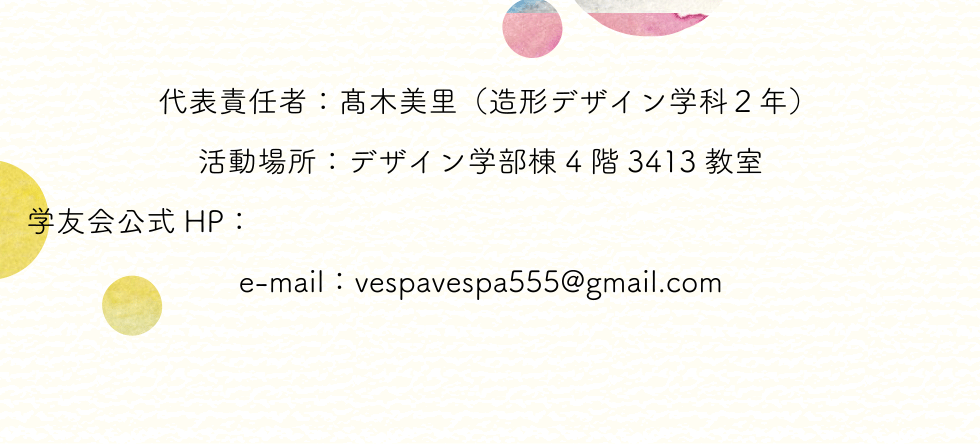 代表責任者：髙木美里（造形デザイン学科２年）
活動場所：デザイン学部棟 4 階 3413 教室
学友会公式 HP：
e-mail：vespavespa555@gmail.com